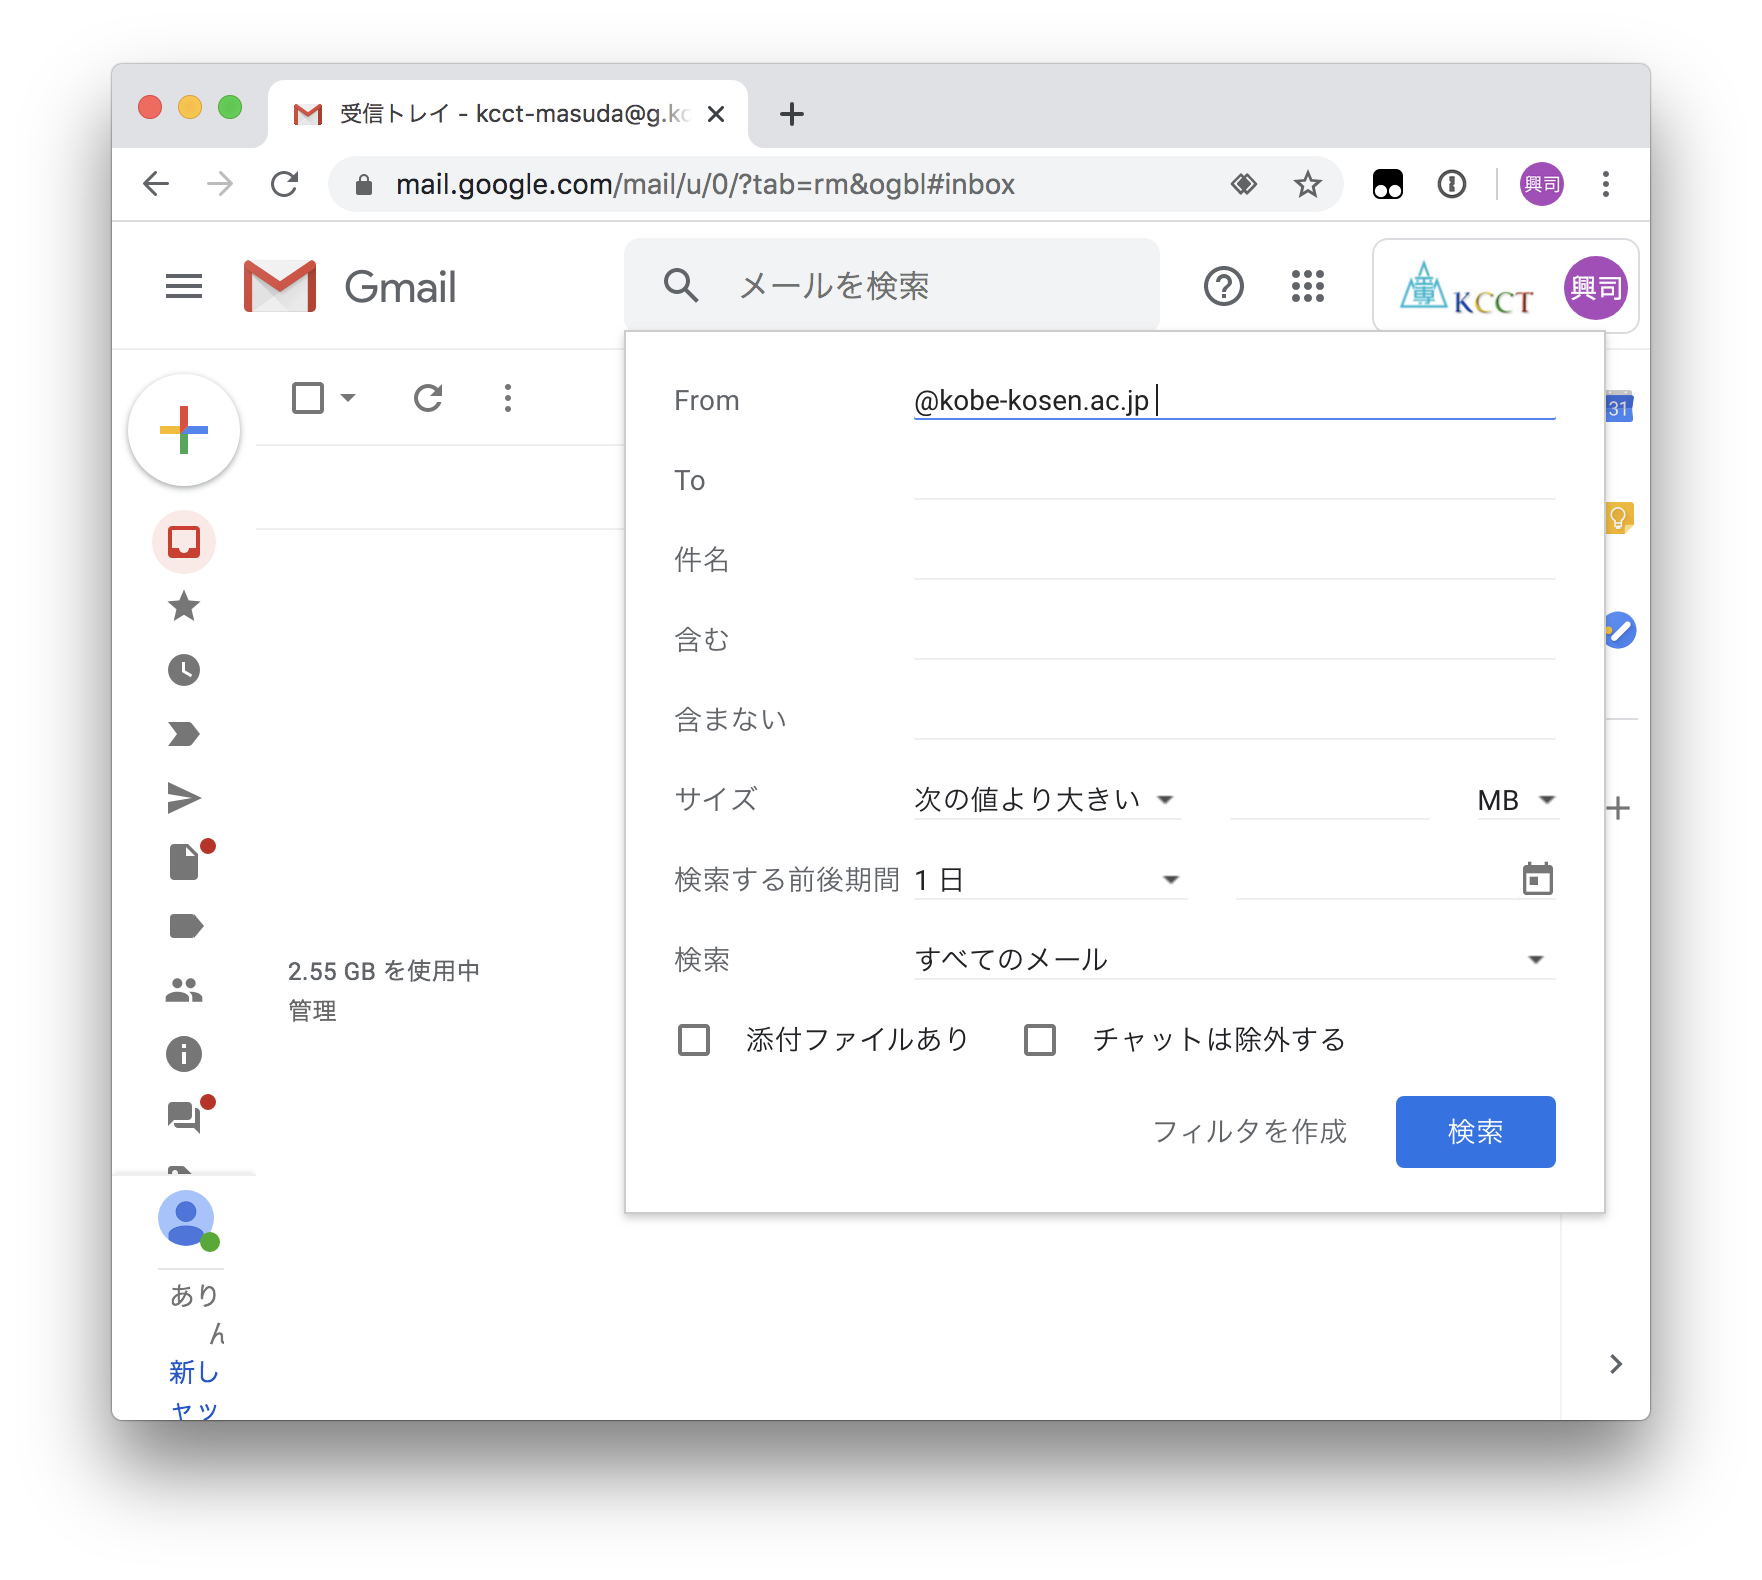 受信トレイ - kcct-masuda@g.kc
mail.google.com/mail/u/0/?tab=rm&ogbl#inbox
興司
Gmail
メールを検索
KCCT
興司
From
@kobe-kosen.ac.jp
31
To
件名
含む
含まない
サイズ
次の値より大きい
MB
検索する前後期間
1 日
検索
すべてのメール
2.55 GB を使用中
管理
添付ファイルあり
チャットは除外する
フィルタを作成
検索
あり
ん
新し
ャッ